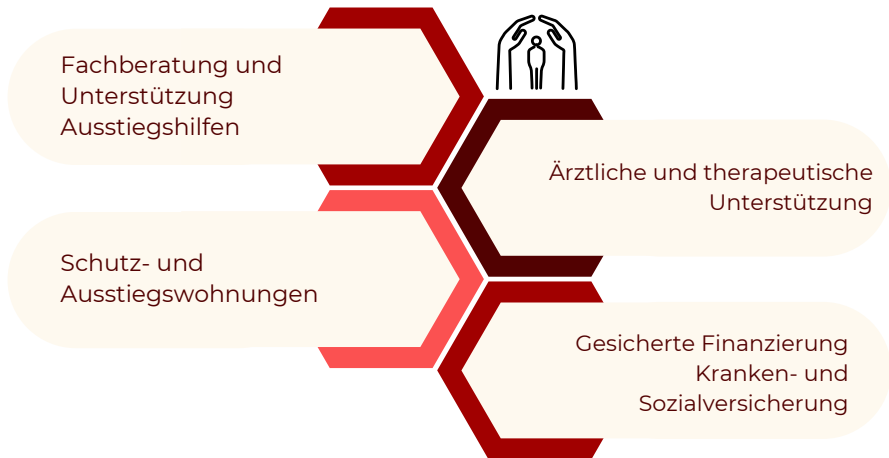 Fachberatung und
Unterstützung
Ausstiegshilfen
Ärztliche und therapeutische
Unterstützung
Schutz- und
Ausstiegswohnungen
Gesicherte Finanzierung
Kranken- und
Sozialversicherung